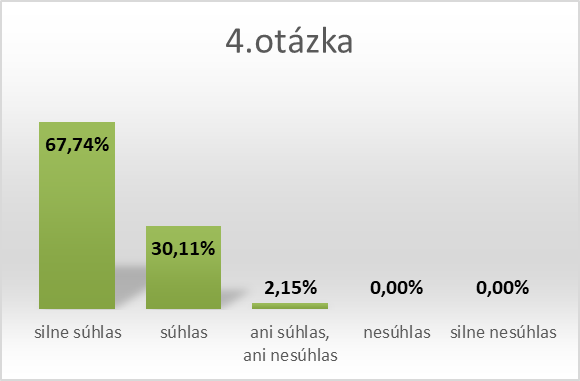 4.otázka
67,74%
30,11%
2,15%
0,00%
0,00%
silne súhlas
súhlas
ani súhlas,
ani nesúhlas
nesúhlas
silne nesúhlas